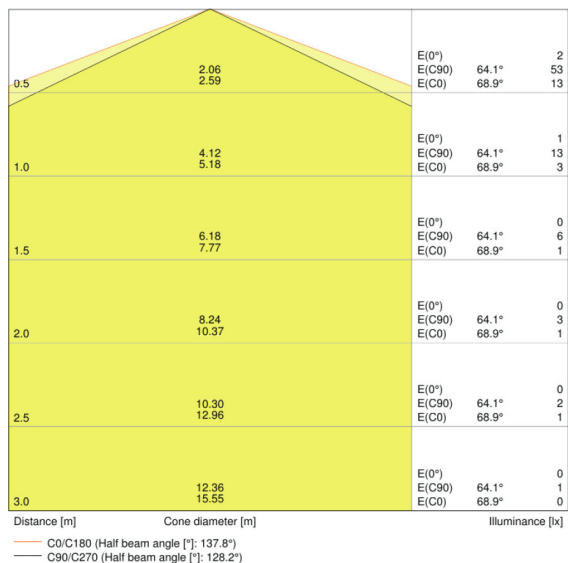 E(0°) 2
2.06 E(C90) 64.1° 53
0.5 2.59 E(C0) 68.9° 13
E(0°) 1
4.12 E(C90) 64.1° 13
1.0 5.18 E(C0) 68.9° 3
E(0°) 0
6.18 E(C90) 64.1° 6
1.5 7.77 E(C0) 68.9° 1
E(0°) 0
8.24 E(C90) 64.1° 3
2.0 10.37 E(C0) 68.9° 1
E(0°) 0
10.30 E(C90) 64.1° 2
2.5 12.96 E(C0) 68.9° 1
E(0°) 0
12.36 E(C90) 64.1° 1
3.0 15.55 E(C0) 68.9° 0
Distance [m] Cone diameter [m] Illuminance [lx]
C0/C180 (Half beam angle [°]: 137.8°)
C90/C270 (Half beam angle [°]: 128.2°)